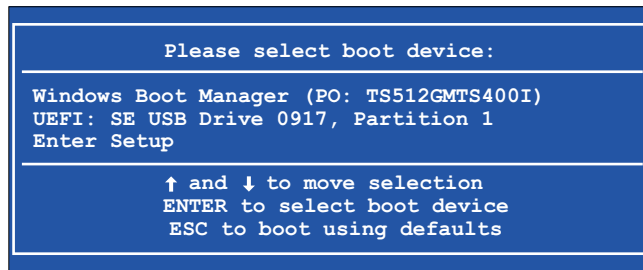 Please select boot device:
Windows Boot Manager (PO: TS512GMTS400I)
UEFI: SE USB Drive 0917, Partition 1
Enter Setup
↑ and ↓ to move selection
ENTER to select boot device
ESC to boot using defaults